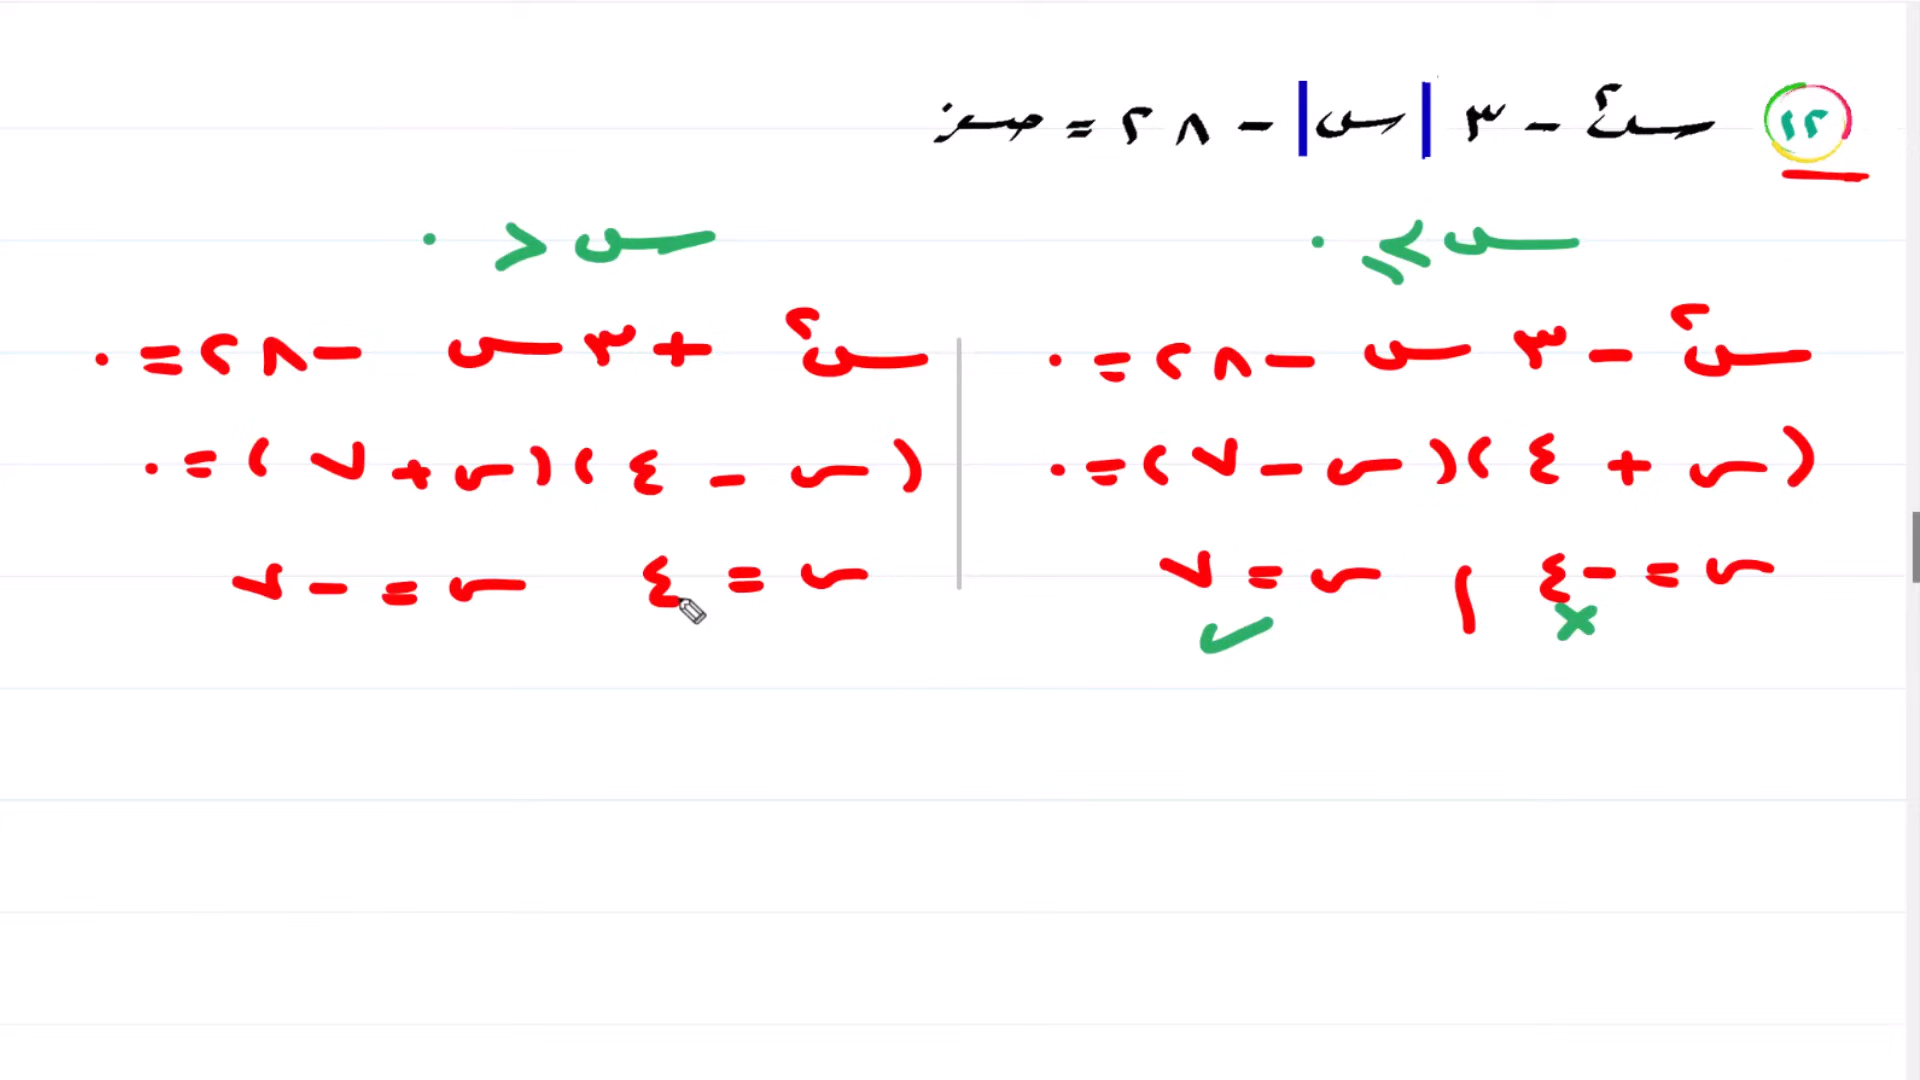 ٢٢ س٢ - ٣ |س| - ٢٨ = صفر
س ≥ ٠
س٢ - ٣ س - ٢٨ = ٠
(س + ٤)(س - ٧) = ٠
س = -٤ | س = ٧
س < ٠
س٢ + ٣ س - ٢٨ = ٠
(س - ٤)(س + ٧) = ٠
س = ٤ س = -٧